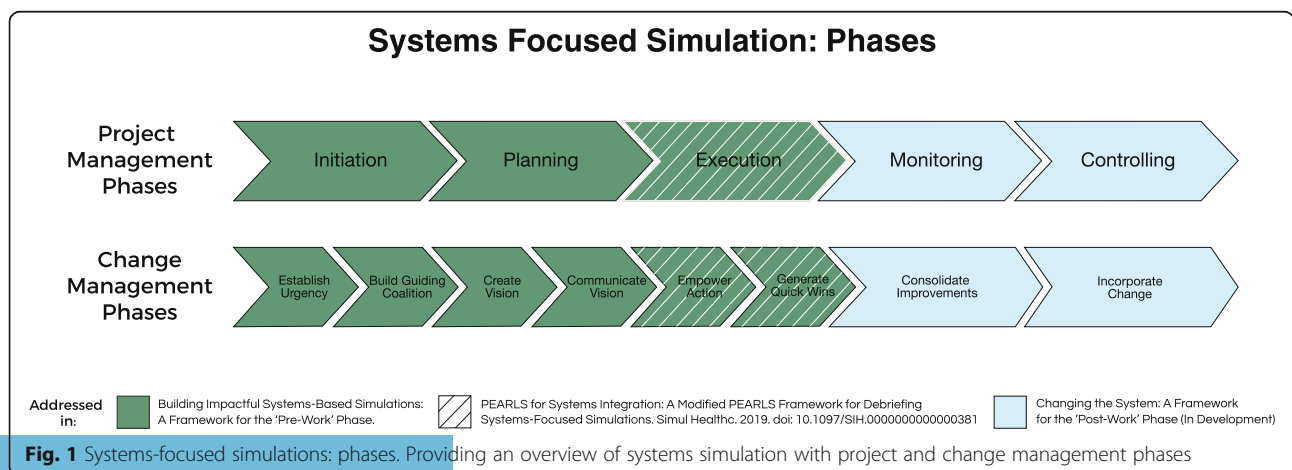 Systems Focused Simulation: Phases
Project
Management
Phases
Initiation
Planning
Execution
Monitoring
Controlling
Change
Management
Phases
Establish
Urgency
Build Guiding
Coalition
Create
Vision
Communicate
Vision
Empower
Action
Generate
Quick Wins
Consolidate
Improvements
Incorporate
Change
Addressed
in:
Building Impactful Systems-Based Simulations:
A Framework for the 'Pre-Work' Phase.
PEARLS for Systems Integration: A Modified PEARLS Framework for Debriefing
Systems-Focused Simulations. Simul Healthc. 2019. doi: 10.1097/SIH.0000000000000381
Changing the System: A Framework
for the 'Post-Work' Phase (In Development)
Fig. 1 Systems-focused simulations: phases. Providing an overview of systems simulation with project and change management phases